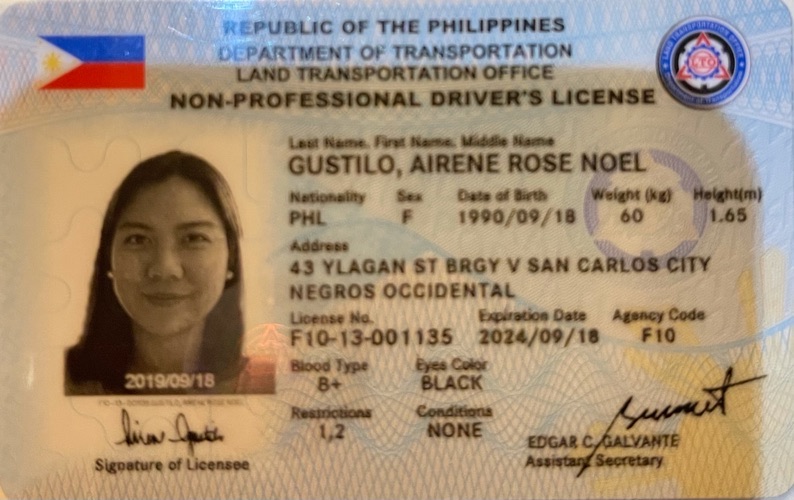 REPUBLIC OF THE PHILIPPINES
DEPARTMENT OF TRANSPORTATION
LAND TRANSPORTATION OFFICE
NON-PROFESSIONAL DRIVER'S LICENSE
Last Name, First Name, Middle Name
GUSTILO, AIRENE ROSE NOEL
Nationality Sex Date of Birth Weight (kg) Height(m)
PHL F 1990/09/18 60 1.65
Address
43 YLAGAN ST BRGY V SAN CARLOS CITY
NEGROS OCCIDENTAL
License No. Expiration Date Agency Code
F10-13-001135 2024/09/18 F10
Blood Type Eyes Color
B+ BLACK
Restrictions Conditions
1,2 NONE
2019/09/18
Signature of Licensee
EDGAR C. GALVANTE
Assistant Secretary
LTO